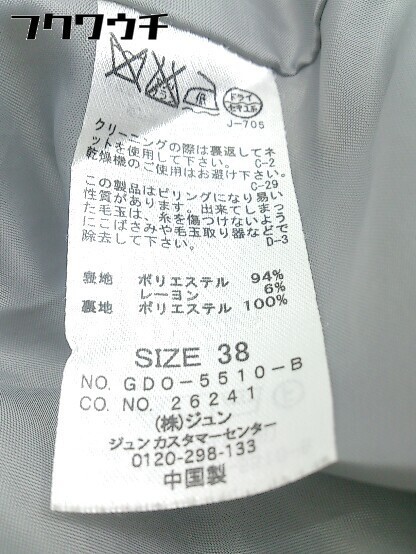 フクワウチ
ドライ
セキユ系
J-705
クリーニングの際は裏返してネ
ットを使用して下さい。 C-2
乾燥機のご使用はお避け下さい。
C-29
この製品はピリングになり易い
性質があります。出来てしまっ
た毛玉は、糸を傷つけないよう
にこばさみや毛玉取り器などで
除去して下さい。 D-3
表地 ポリエステル 94%
レーヨン 6%
裏地 ポリエステル 100%
SIZE 38
NO. GDO-5510-B
CO. NO. 26241
(株)ジュン
ジュンカスタマーセンター
0120-298-133
中国製